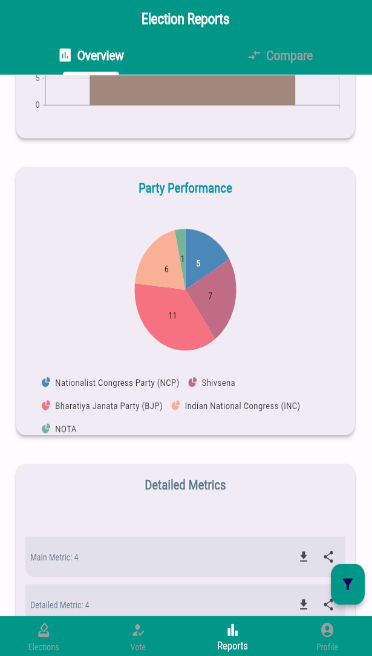 Election Reports
Overview
Compare
5
0
Party Performance
5
7
11
6
1
Nationalist Congress Party (NCP)
Shivsena
Bharatiya Janata Party (BJP)
Indian National Congress (INC)
NOTA
Detailed Metrics
Main Metric: 4
Detailed Metric: 4
Elections
Vote
Reports
Profile